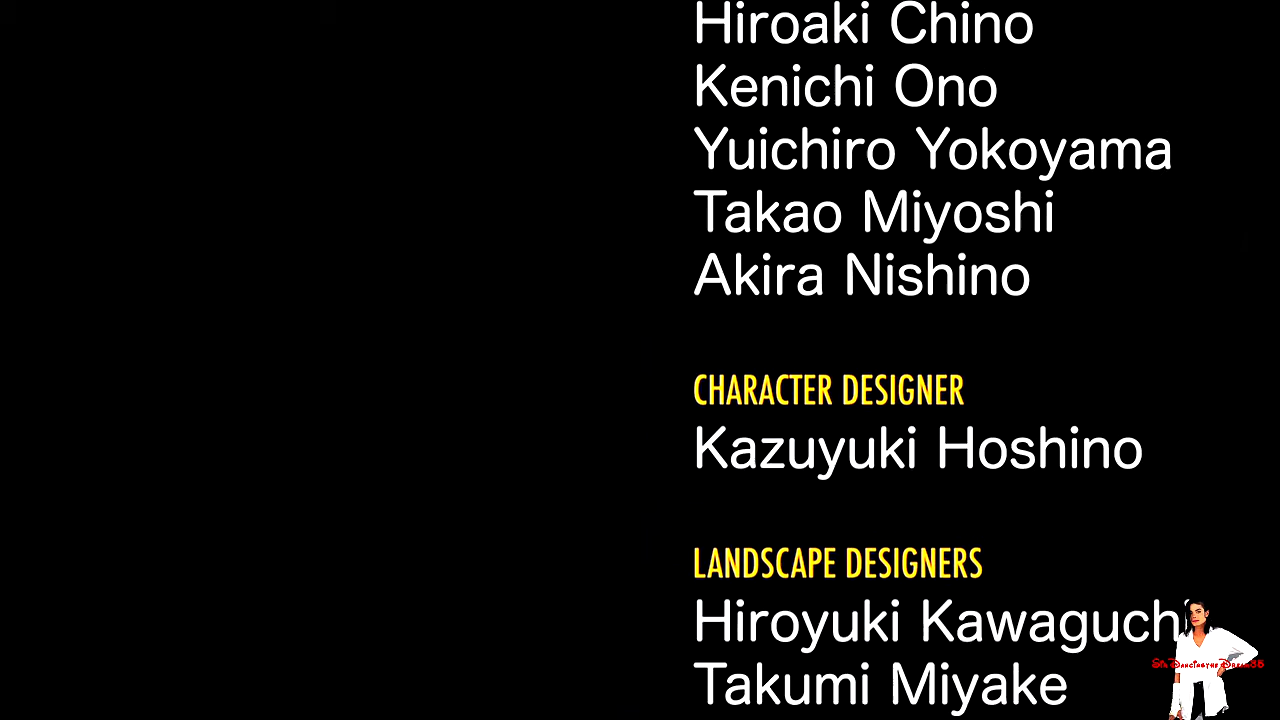 Hiroaki Chino
Kenichi Ono
Yuichiro Yokoyama
Takao Miyoshi
Akira Nishino
CHARACTER DESIGNER
Kazuyuki Hoshino
LANDSCAPE DESIGNERS
Hiroyuki Kawaguchi
Takumi Miyake